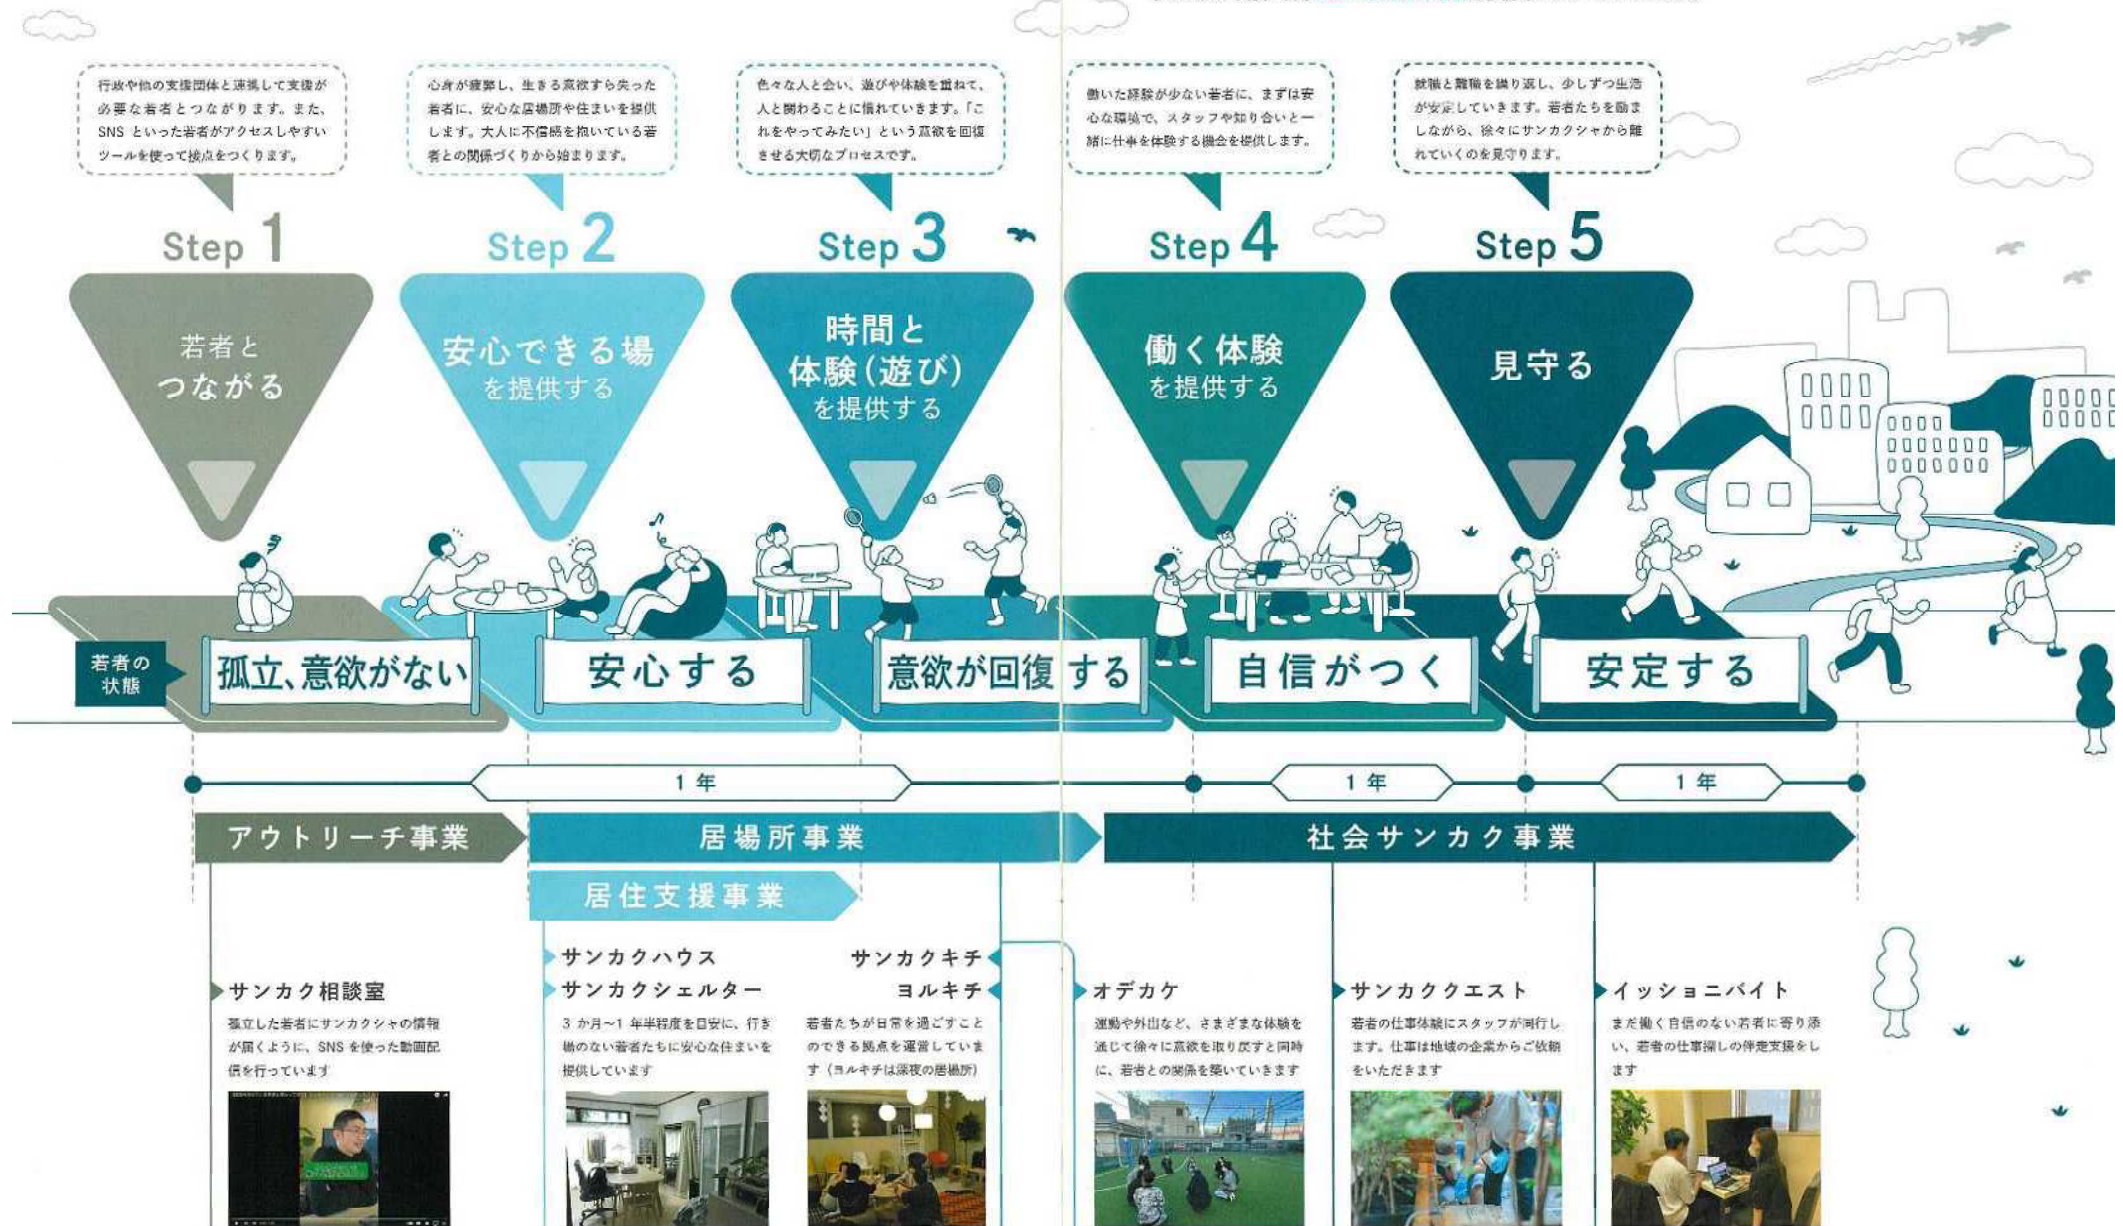 行政や他の支援団体と連携して支援が
必要な若者とつながります。また、
SNS といった若者がアクセスしやすい
ツールを使って接点をつくります。
心身が疲弊し、生きる意欲すら失った
若者に、安心な居場所や住まいを提供
します。大人に不信感を抱いている若
者との関係づくりから始まります。
色々な人と会い、遊びや体験を重ねて、
人と関わることに慣れていきます。「こ
れをやってみたい」という意欲を回復
させる大切なプロセスです。
働いた経験が少ない若者に、まずは安
心な環境で、スタッフや知り合いと一
緒に仕事を体験する機会を提供します。
就職と離職を繰り返し、少しずつ生活
が安定していきます。若者たちを励ま
しながら、徐々にサンカクシャから離
れていくのを見守ります。
Step 1
Step 2
Step 3
Step 4
Step 5
若者と
つながる
安心できる場
を提供する
時間と
体験(遊び)
を提供する
働く体験
を提供する
見守る
若者の
状態
孤立、意欲がない
安心する
意欲が回復する
自信がつく
安定する
1 年
1 年
1 年
アウトリーチ事業
居場所事業
社会サンカク事業
居住支援事業
サンカク相談室
孤立した若者にサンカクシャの情報
が届くように、SNS を使った動画配
信を行っています
サンカクハウス
サンカクシェルター
3 か月〜1 年半程度を目安に、行き
場のない若者たちに安心な住まいを
提供しています
サンカクキチ
ヨルキチ
若者たちが日常を過ごすこと
のできる拠点を運営していま
す（ヨルキチは深夜の居場所）
オデカケ
運動や外出など、さまざまな体験を
通じて徐々に意欲を取り戻すと同時
に、若者との関係を築いていきます
サンカククエスト
若者の仕事体験にスタッフが同行し
ます。仕事は地域の企業からご依頼
をいただきます
イッショニバイト
まだ働く自信のない若者に寄り添
い、若者の仕事探しの伴走支援をし
ます